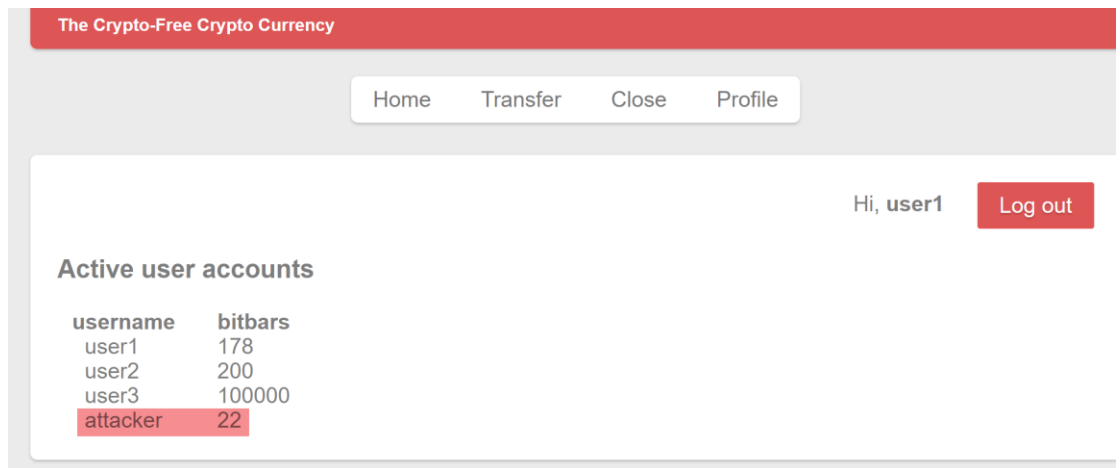 The Crypto-Free Crypto Currency
Home Transfer Close Profile
Hi, user1 Log out
Active user accounts
username bitbars
user1 178
user2 200
user3 100000
attacker 22